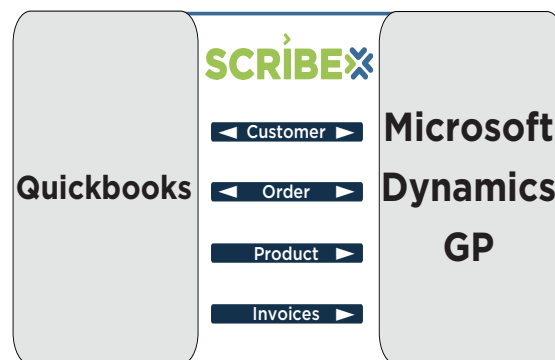 Quickbooks
SCRIBE
Customer
Order
Product
Invoices
Microsoft
Dynamics
GP